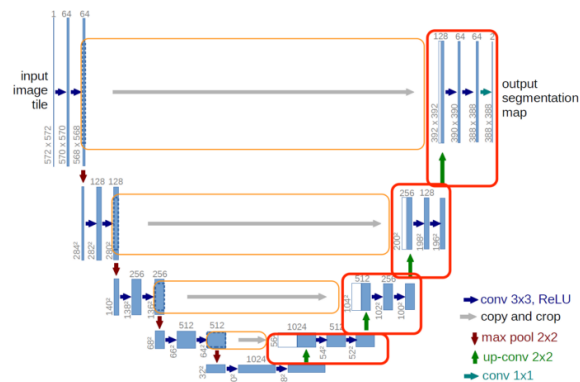 1 64 64
128 64 64 2
input
image
tile
output
segmentation
map
572 x 572
570 x 570
568 x 568
392 x 392
390 x 390
388 x 388
388 x 388
128 128
256 128
284²
282²
280²
200²
198²
196²
256 256
512 256
140²
138²
136²
104²
102²
100²
512 512
1024 512
68²
66²
64²
56²
54²
52²
1024
32²
conv 3x3, ReLU
copy and crop
max pool 2x2
up-conv 2x2
conv 1x1